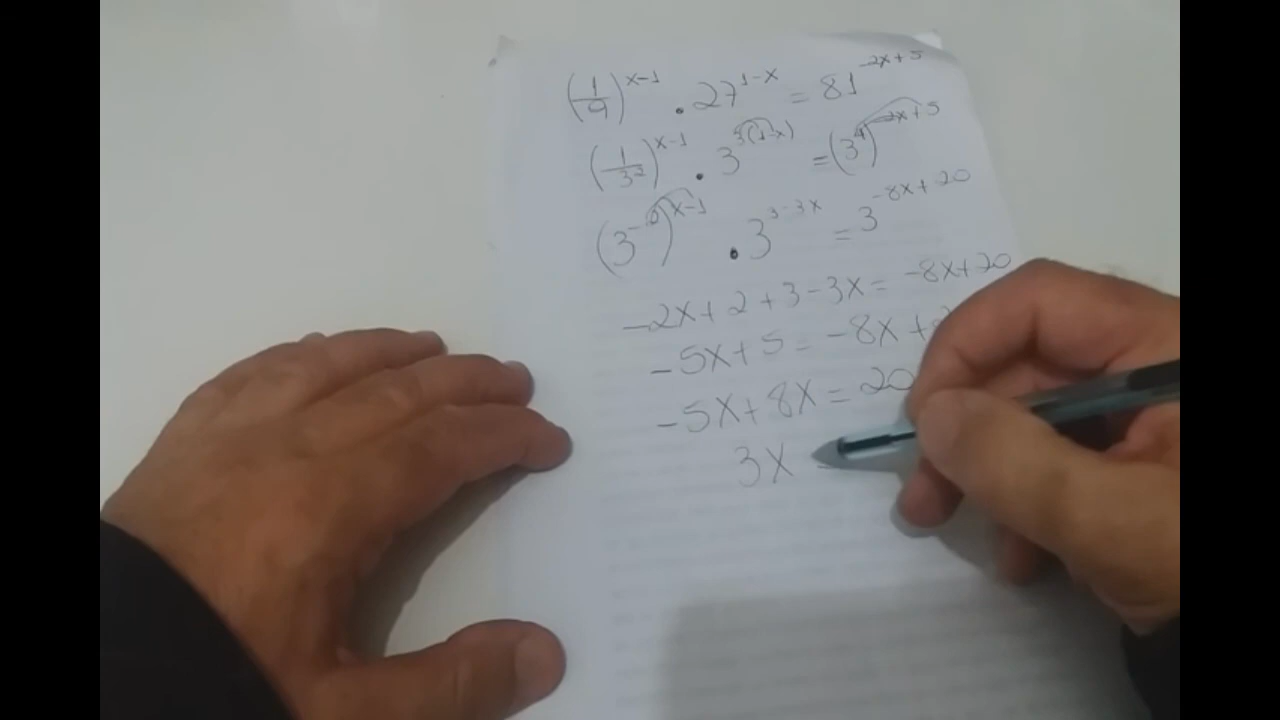 (1/9)^(x-1) . 27^(1-x) = 81^(-2x+5)
(1/3²)^(x-1) . 3^(3(1-x)) = (3⁴)^(-2x+5)
(3^(-2))^(x-1) . 3^(3-3x) = 3^(-8x+20)
-2x+2+3-3x = -8x+20
-5x+5 = -8x+
-5x+8x = 20
3x =